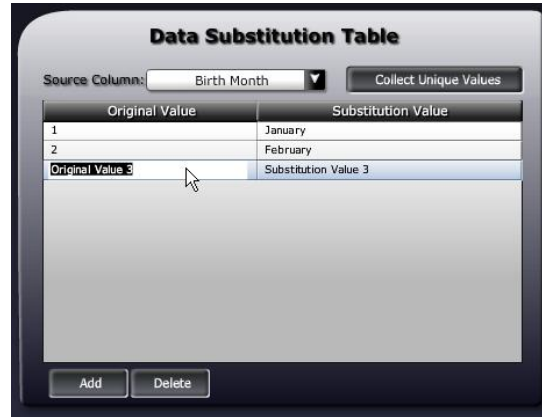 Data Substitution Table
Source Column: Birth Month Collect Unique Values
Original Value Substitution Value
1 January
2 February
Original Value 3 Substitution Value 3
Add Delete